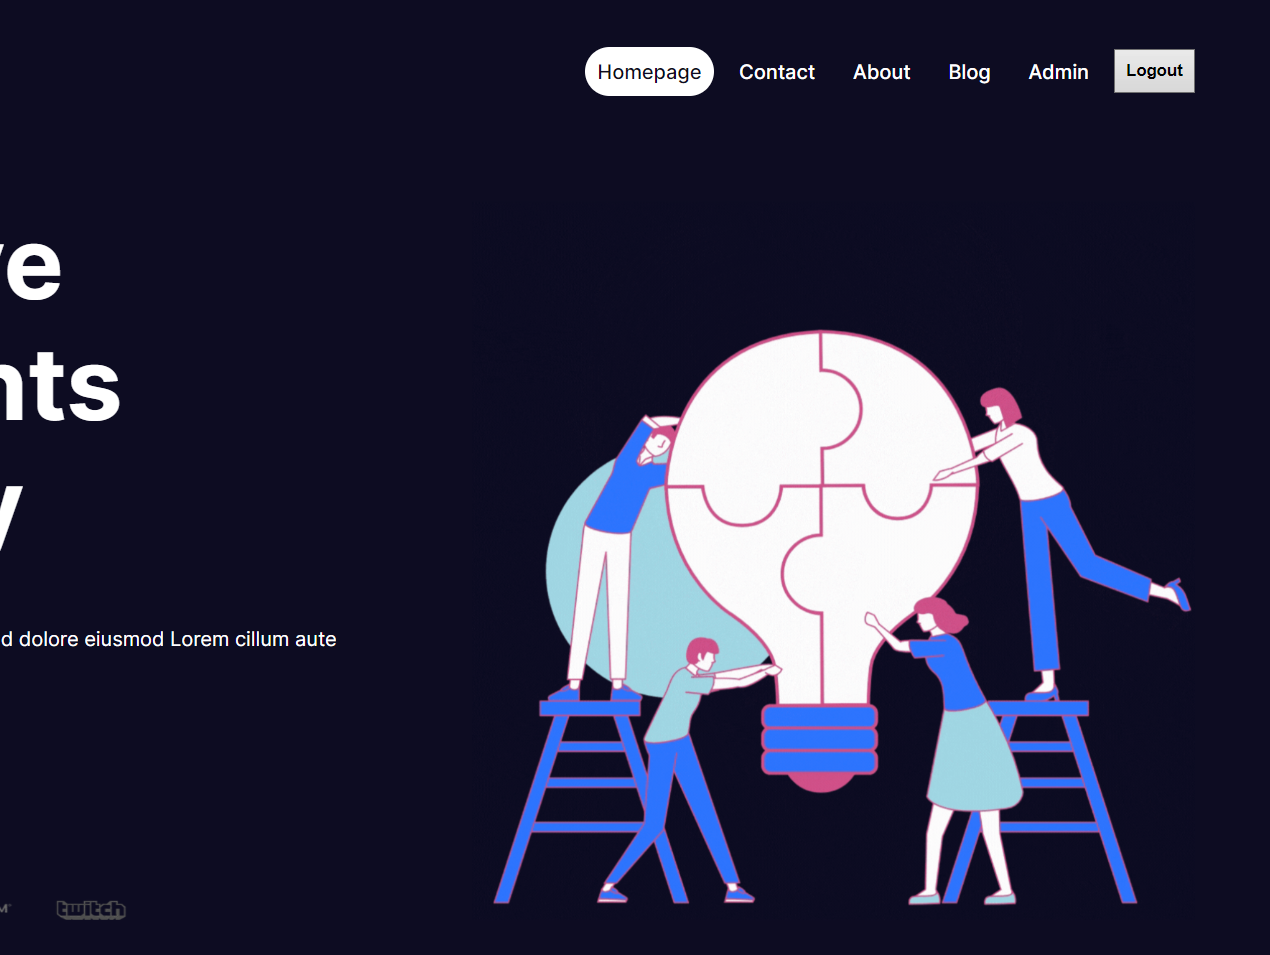 Homepage Contact About Blog Admin Logout
ve
nts
y
d dolore eiusmod Lorem cillum aute
M twitch